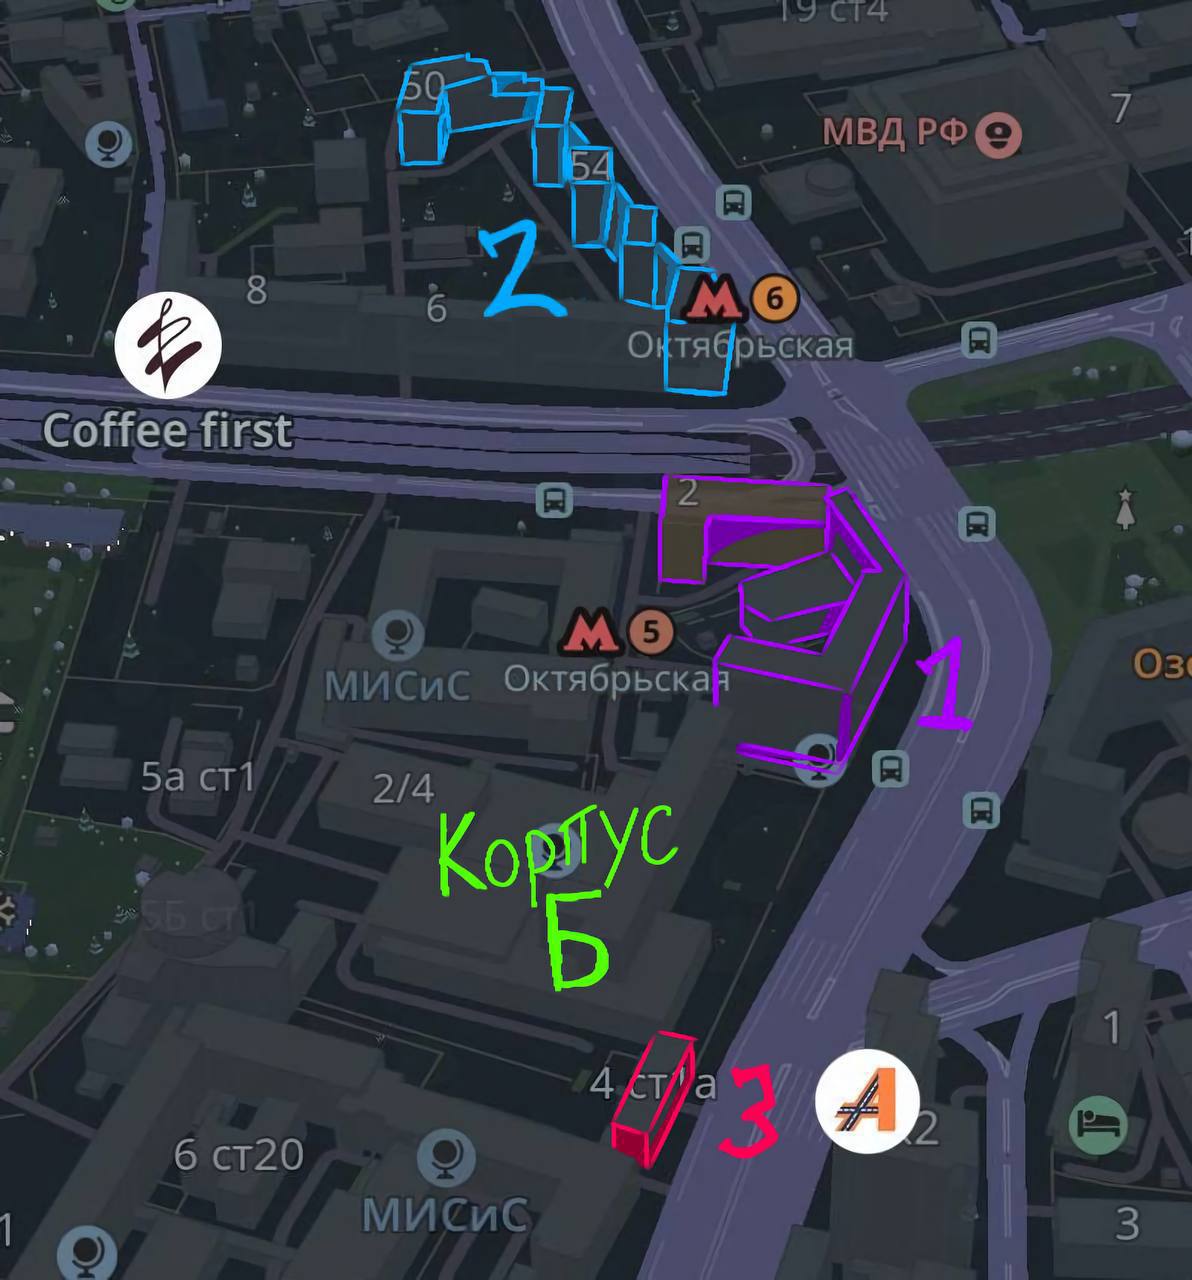 19 ст4
50
7
МВД РФ
54
8
6
2
М 6
Октябрьская
Coffee first
2
М 5
Октябрьская
МИСиС
1
5а ст1
2/4
Корпус
Б
5Б ст1
1
4 ст1а
3
А
к2
6 ст20
МИСиС
3